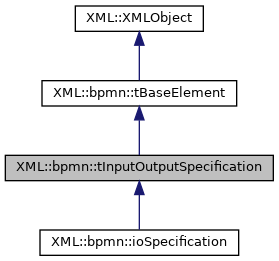 XML::XMLObject
XML::bpmn::tBaseElement
XML::bpmn::tInputOutputSpecification
XML::bpmn::ioSpecification